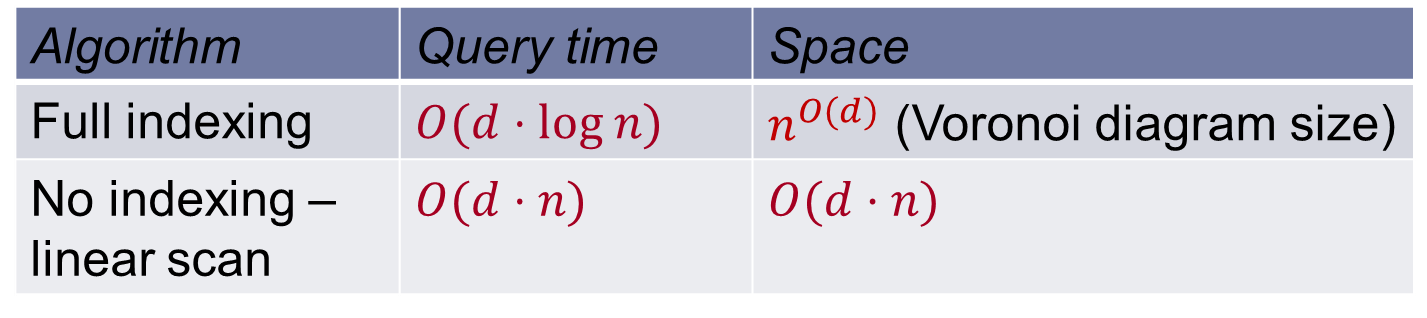 Algorithm Query time Space
Full indexing O(d · log n) n^{O(d)} (Voronoi diagram size)
No indexing – O(d · n) O(d · n)
linear scan